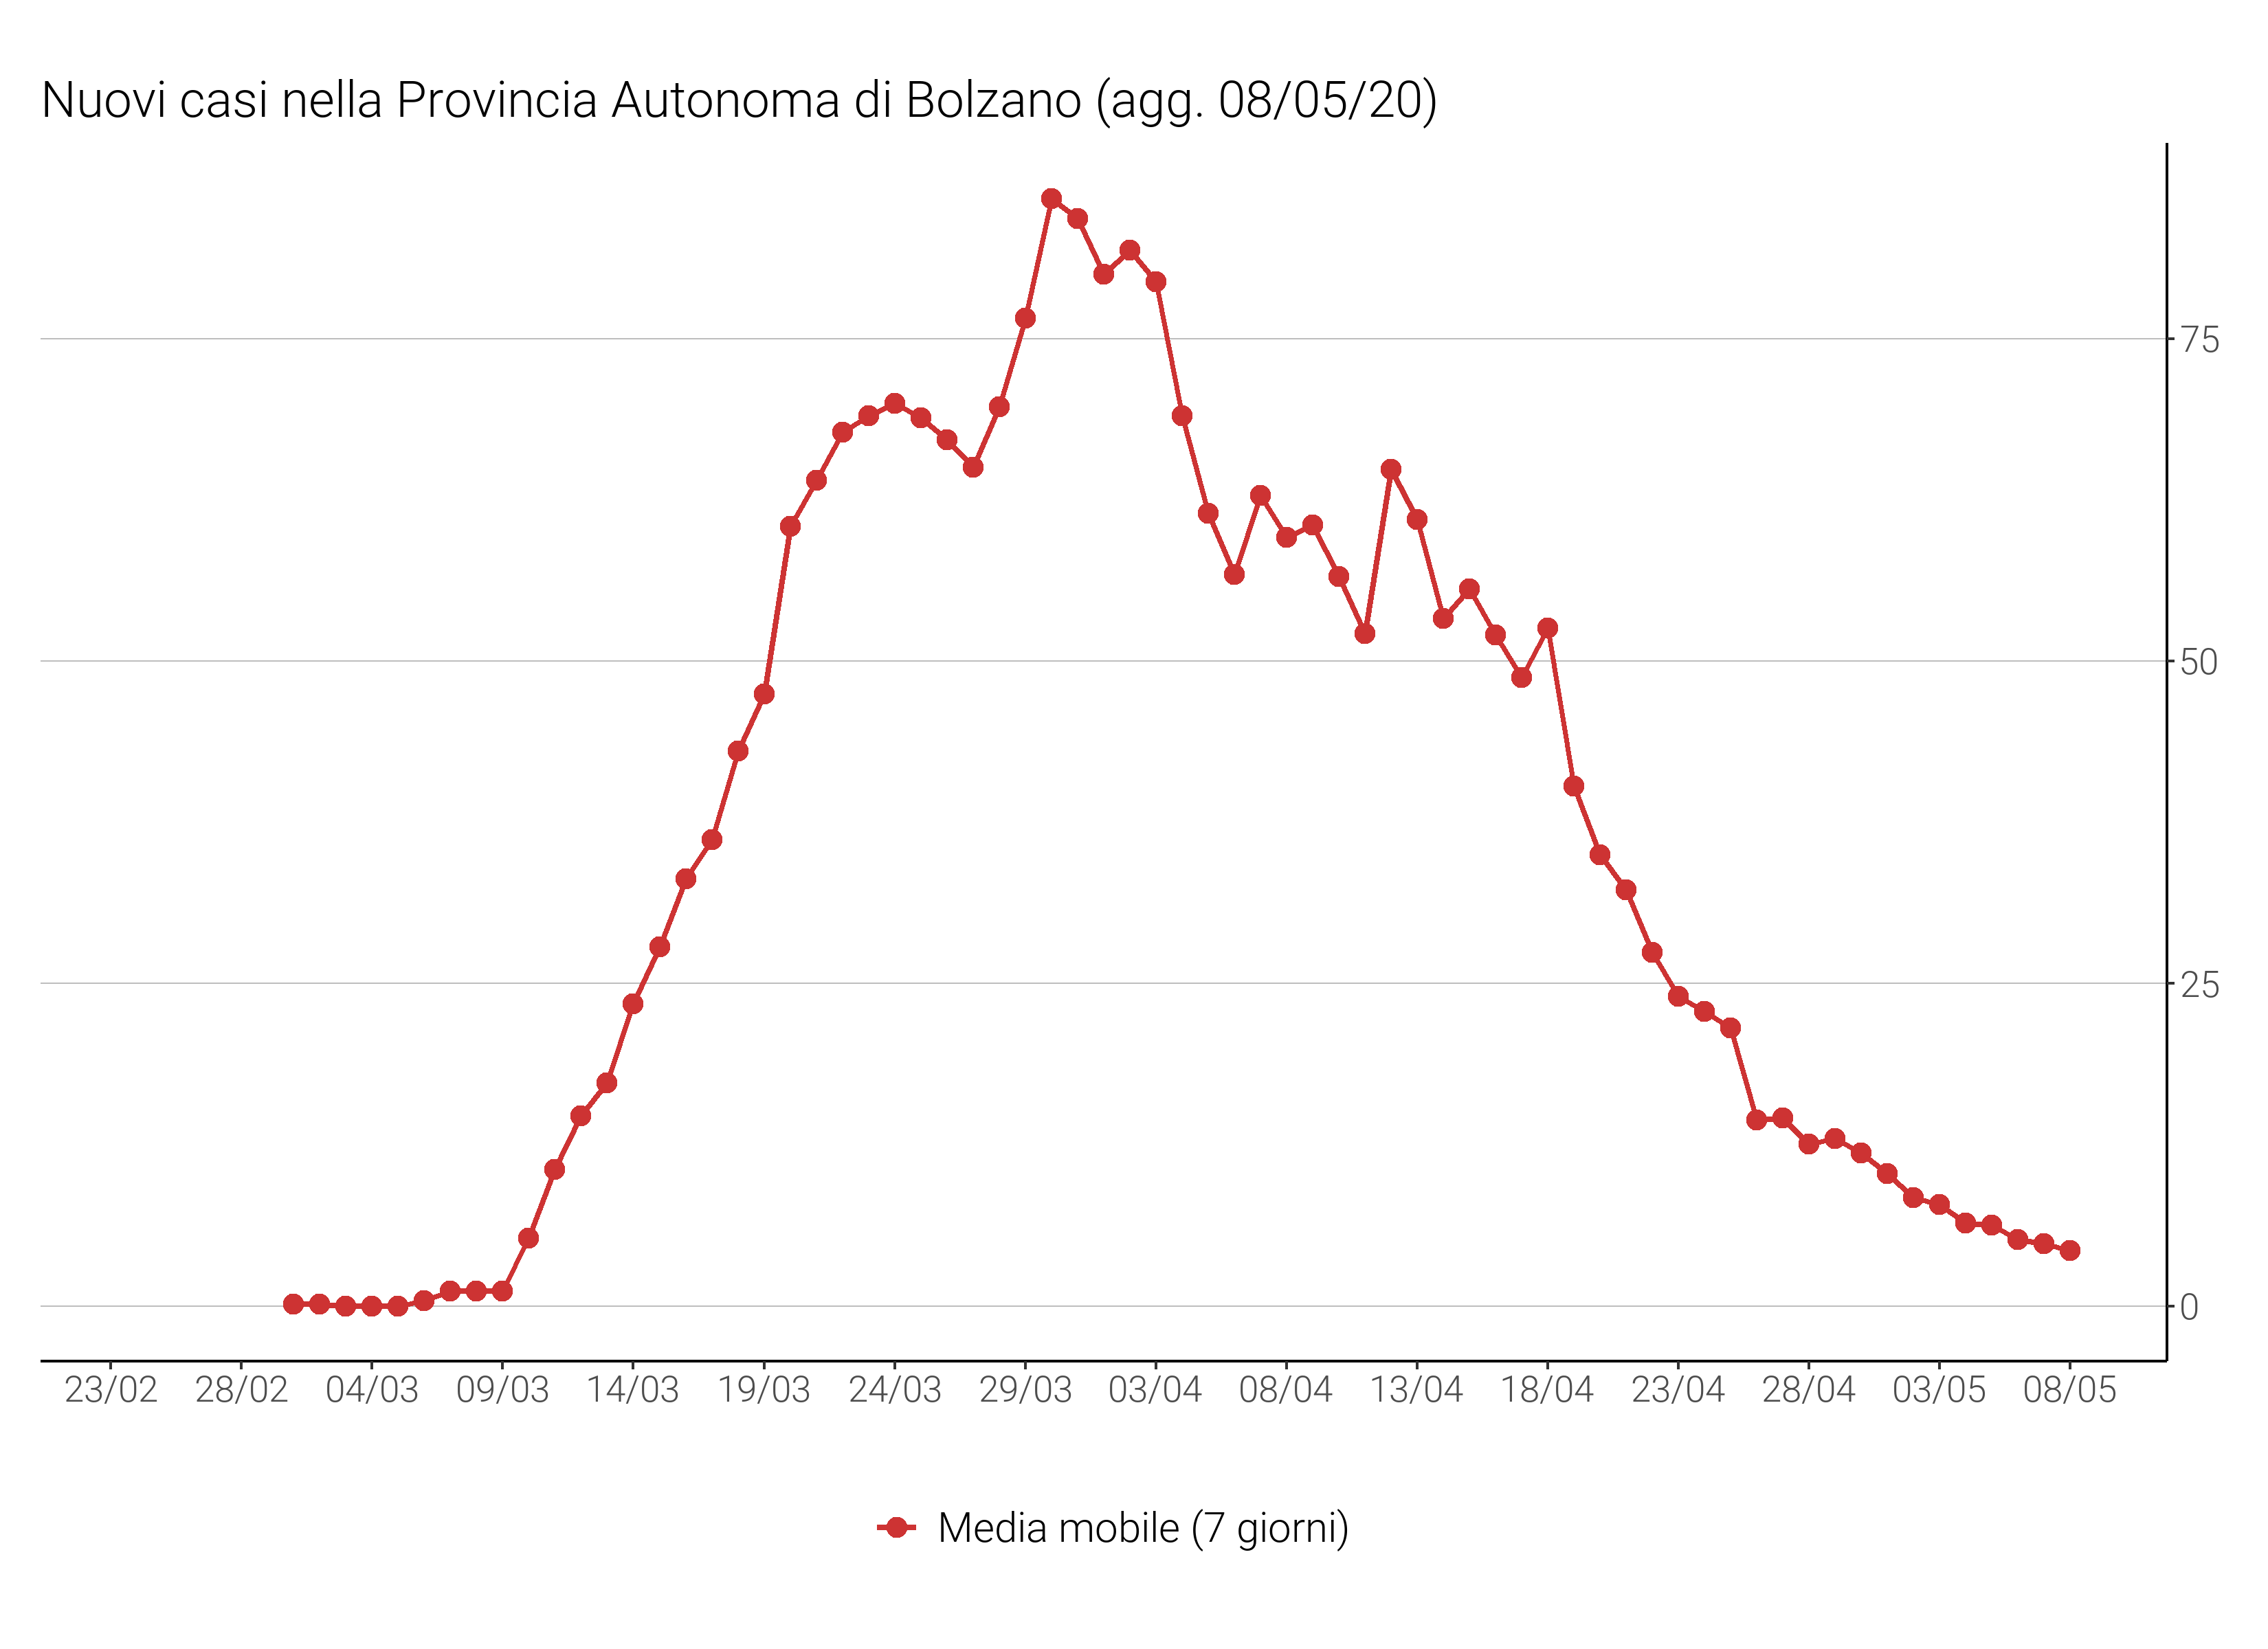 Nuovi casi nella Provincia Autonoma di Bolzano (agg. 08/05/20)
75
50
25
0
23/02 28/02 04/03 09/03 14/03 19/03 24/03 29/03 03/04 08/04 13/04 18/04 23/04 28/04 03/05 08/05
Media mobile (7 giorni)